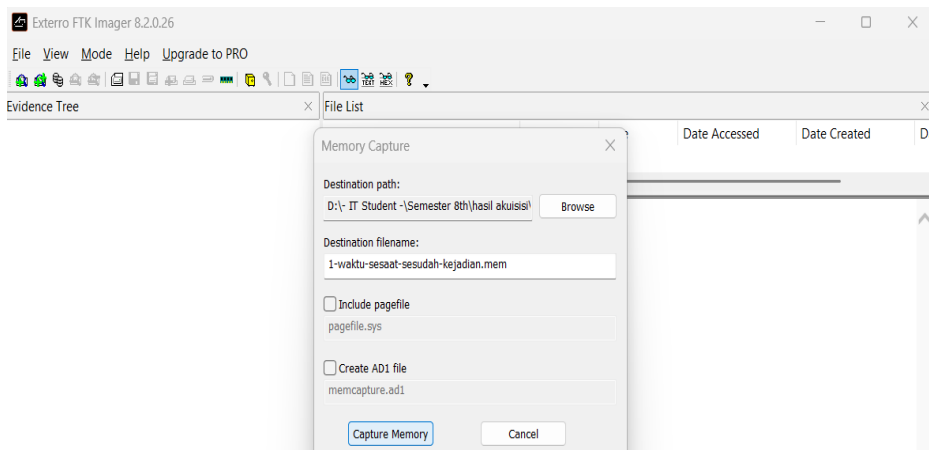 Exterro FTK Imager 8.2.0.26
File View Mode Help Upgrade to PRO
TEXT HEX
Evidence Tree
File List
Date Accessed Date Created D
Memory Capture
Destination path:
D:\- IT Student -\Semester 8th\hasil akuisisi\
Browse
Destination filename:
1-waktu-sesaat-sesudah-kejadian.mem
Include pagefile
pagefile.sys
Create AD1 file
memcapture.ad1
Capture Memory Cancel